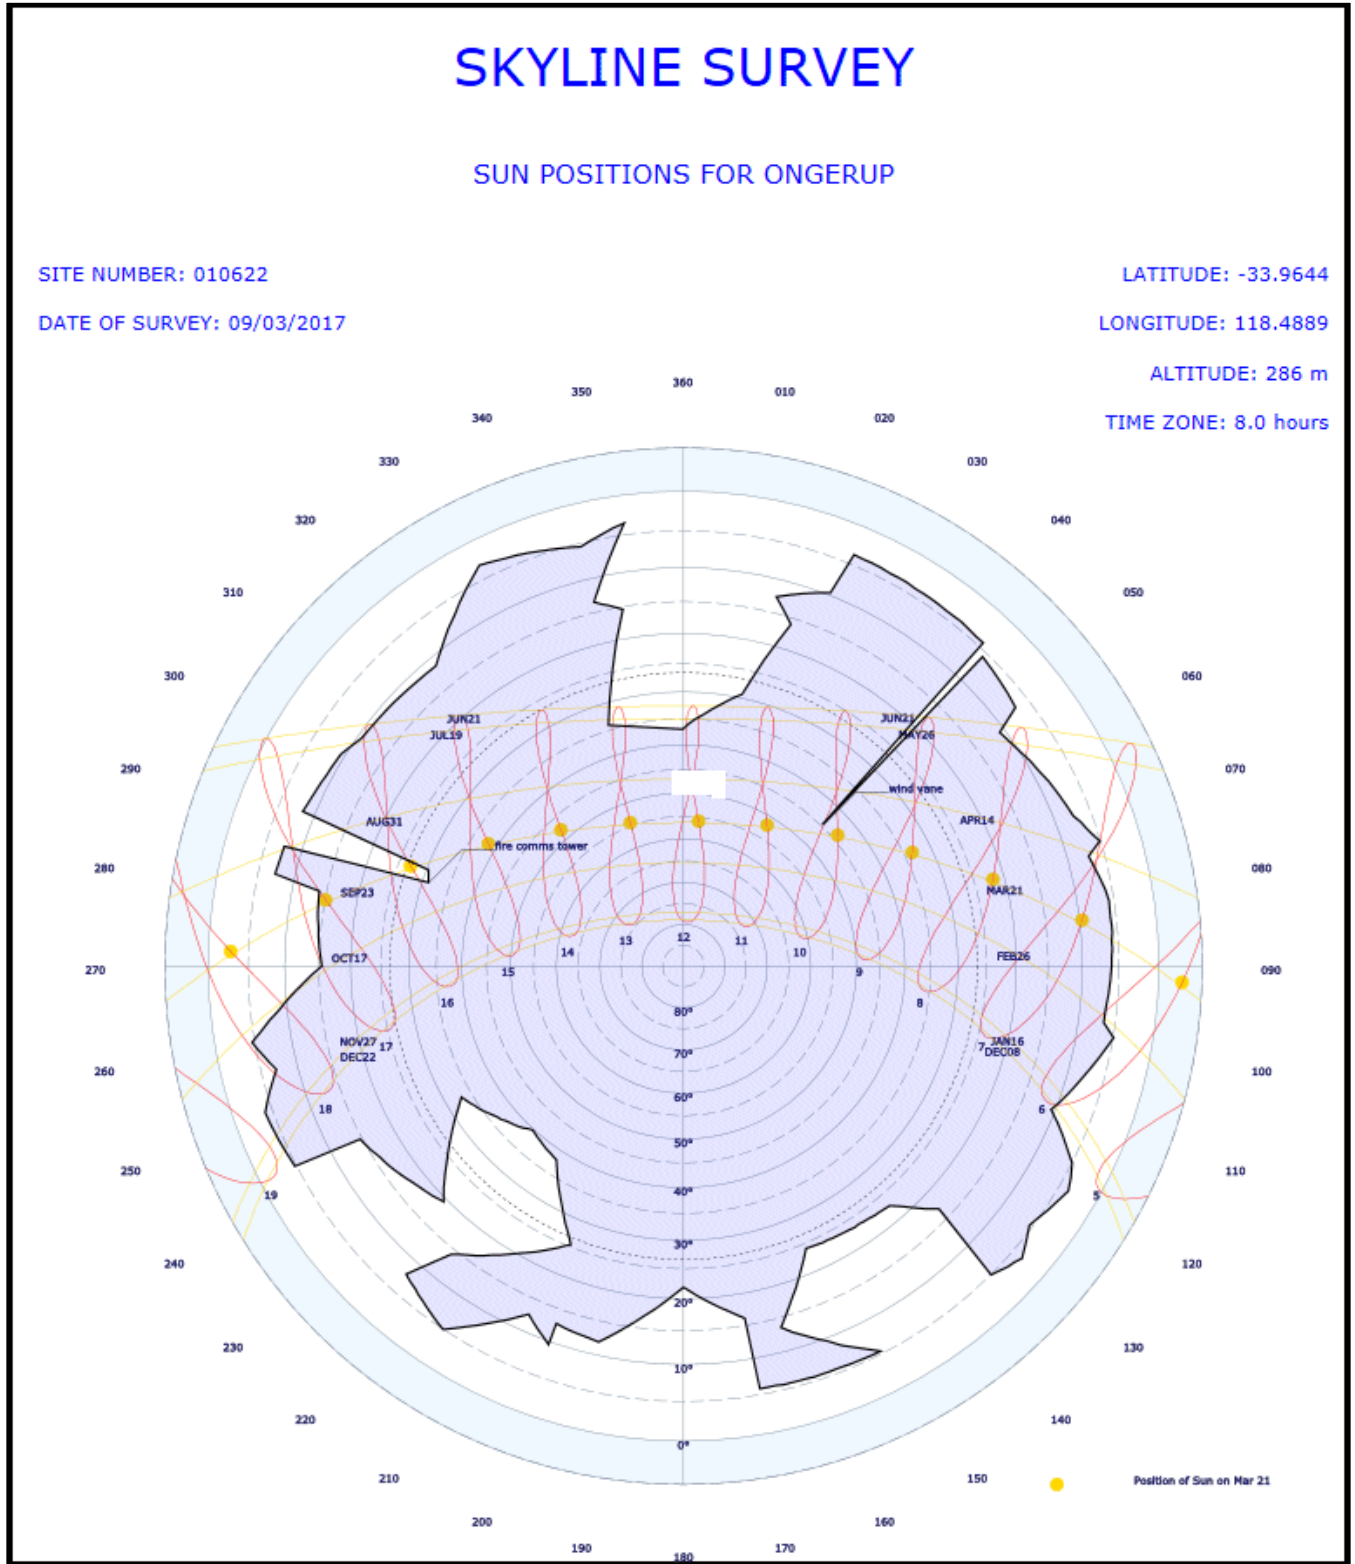 SKYLINE SURVEY
SUN POSITIONS FOR ONGERUP
SITE NUMBER: 010622
LATITUDE: -33.9644
DATE OF SURVEY: 09/03/2017
LONGITUDE: 118.4889
ALTITUDE: 286 m
TIME ZONE: 8.0 hours
360
350
010
340
020
330
030
320
040
310
050
300
060
290
070
280
080
270
090
260
100
250
110
240
120
230
130
220
140
210
150
200
160
190
170
180
JUN21
JUL19
AUG31
SEP23
OCT17
NOV27
DEC22
JUN21
MAY26
APR14
MAR21
FEB26
JAN16
DEC08
wind vane
fire comms tower
19
18
17
16
15
14
13
12
11
10
9
8
7
6
5
80°
70°
60°
50°
40°
30°
20°
10°
0°
Position of Sun on Mar 21